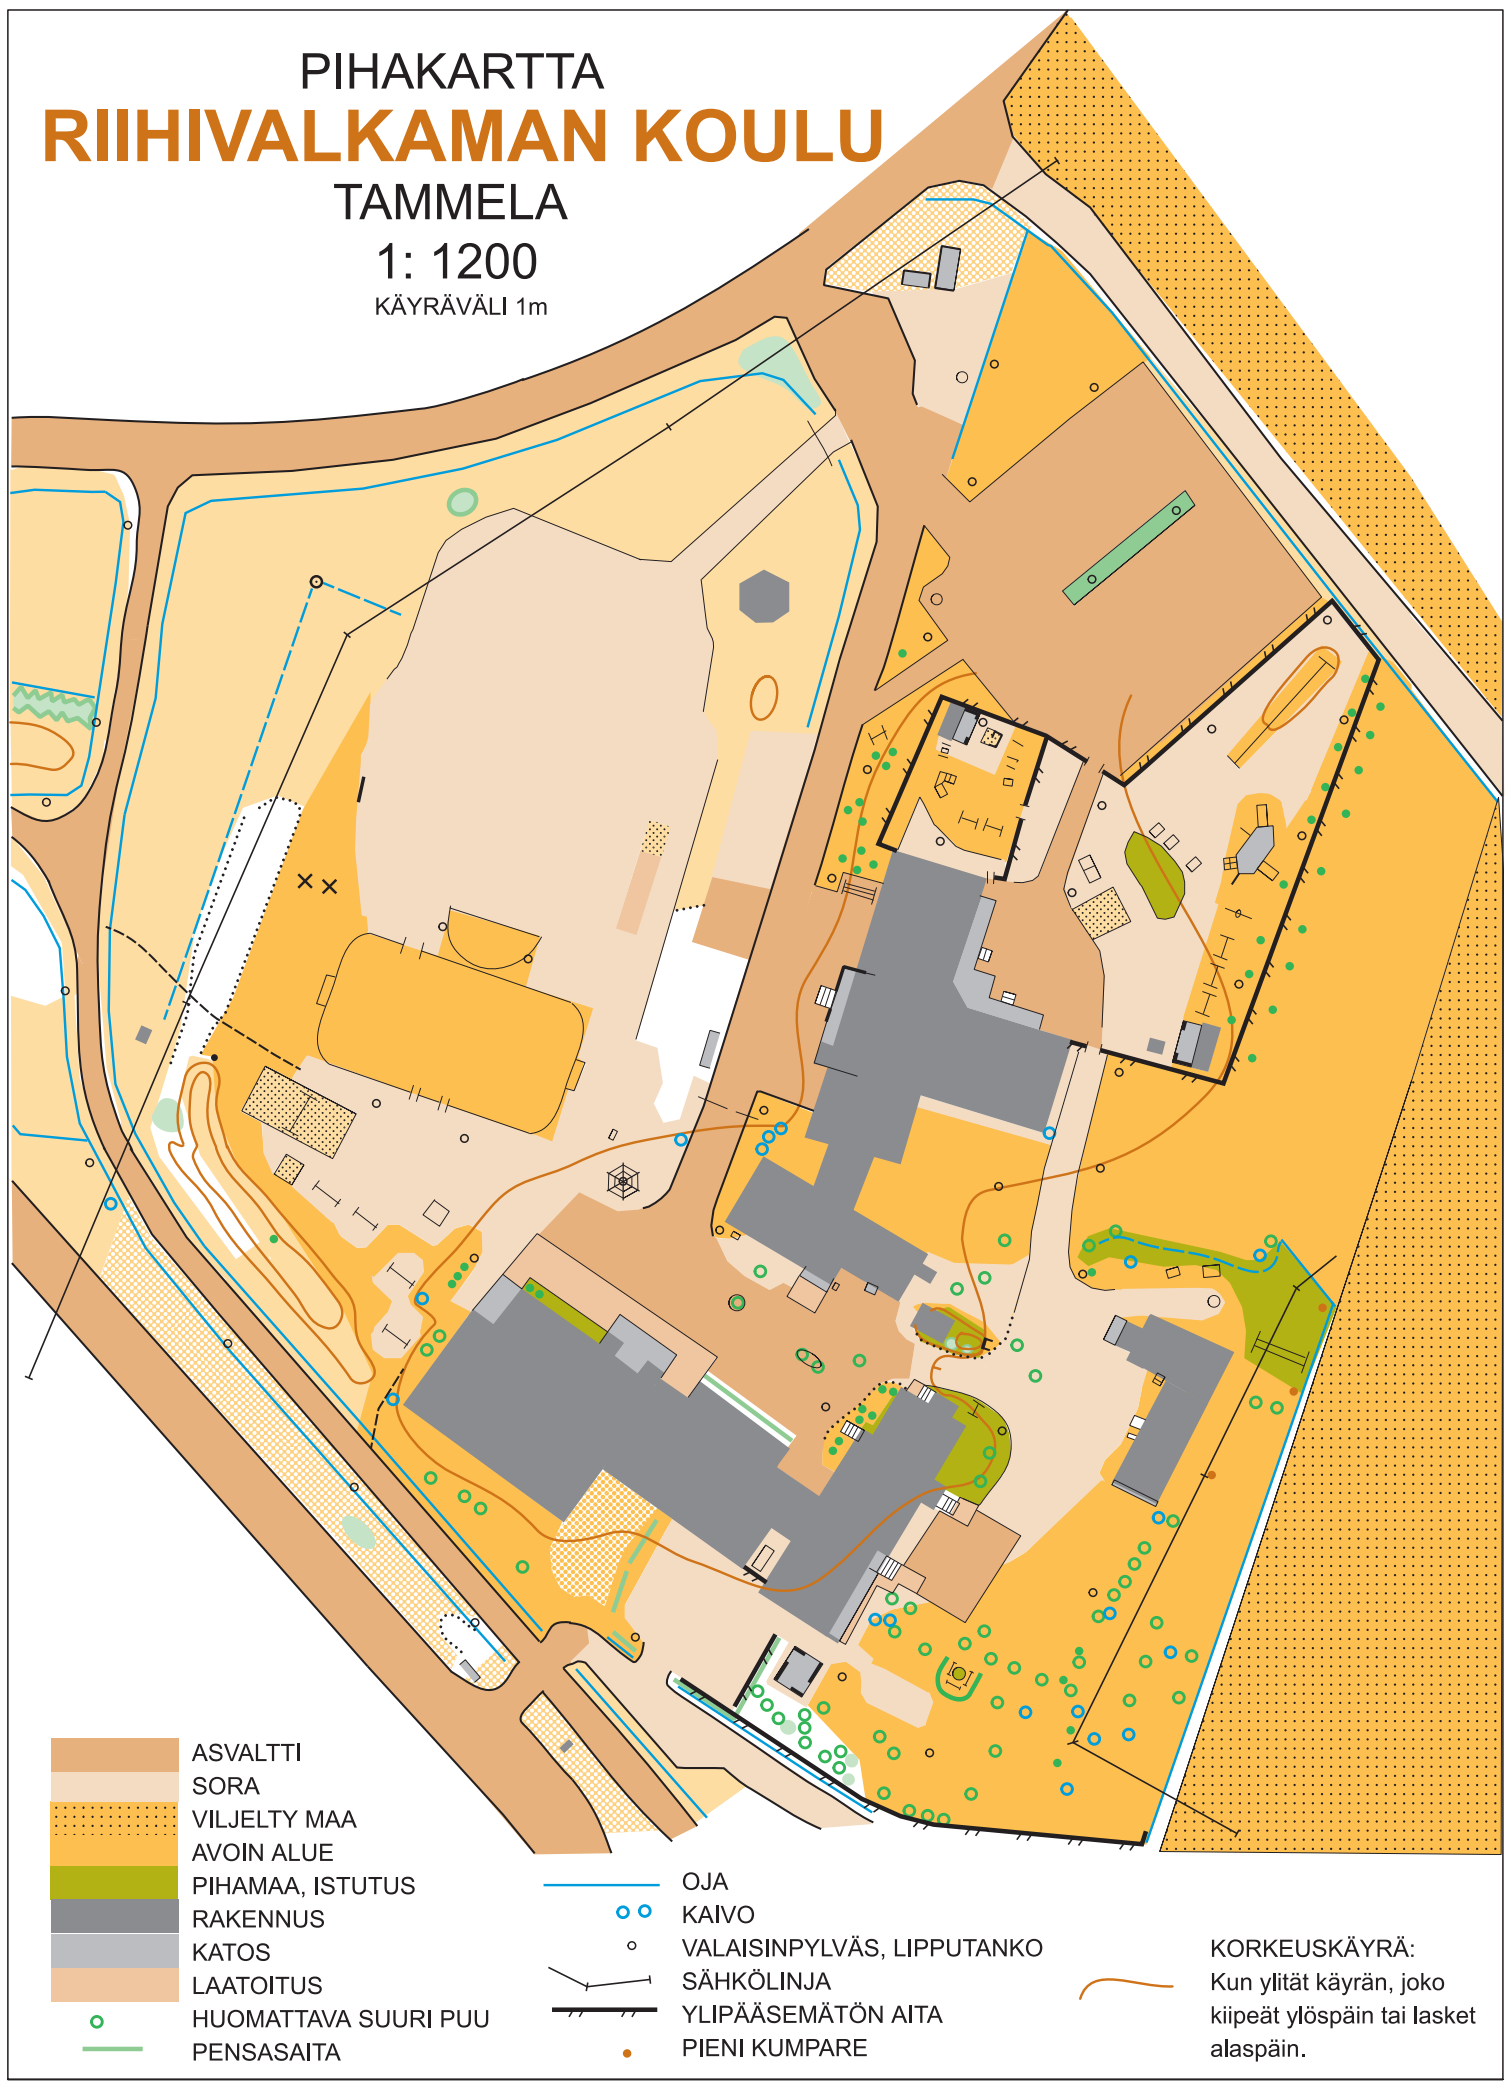 PIHAKARTTA
RIIHIVALKAMAN KOULU
TAMMELA
1: 1200
KÄYRÄVÄLI 1m
ASVALTTI
SORA
VILJELTY MAA
AVOIN ALUE
PIHAMAA, ISTUTUS
RAKENNUS
KATOS
LAATOITUS
HUOMATTAVA SUURI PUU
PENSASAITA
OJA
KAIVO
VALAISINPYLVÄS, LIPPUTANKO
SÄHKÖLINJA
YLIPÄÄSEMÄTÖN AITA
PIENI KUMPARE
KORKEUSKÄYRÄ:
Kun ylität käyrän, joko
kiipeät ylöspäin tai lasket
alaspäin.